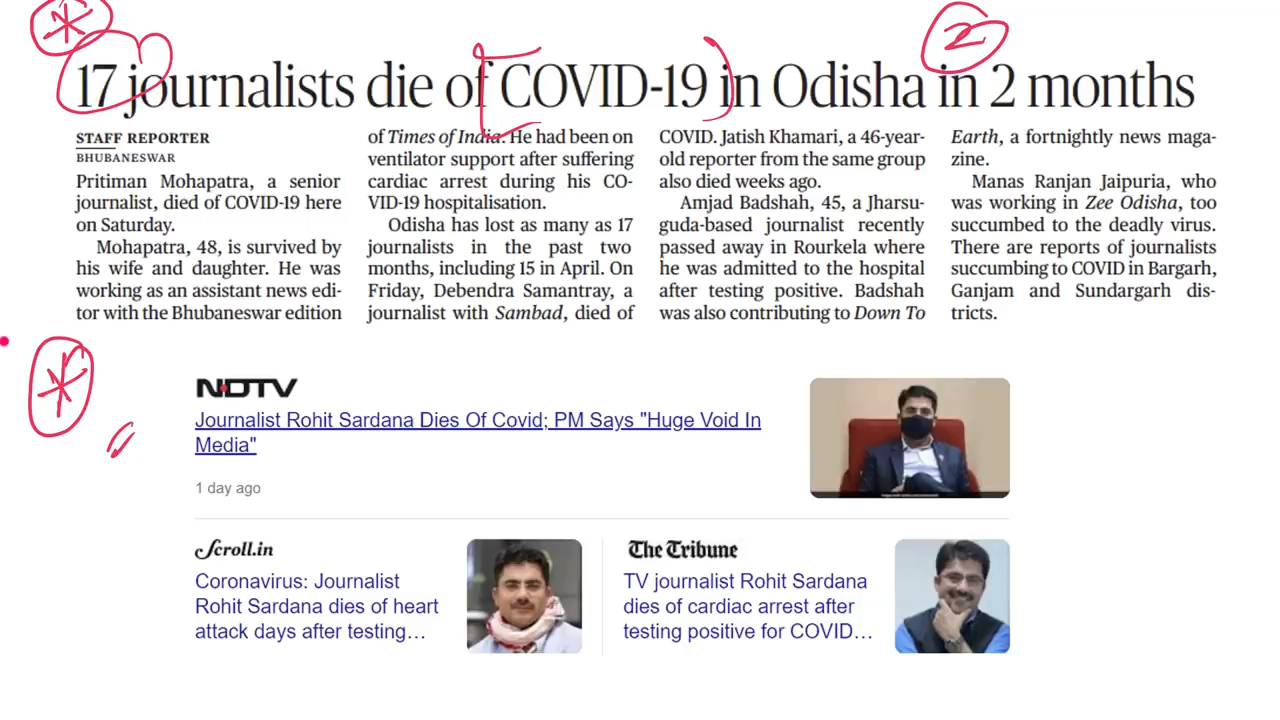 2
17 journalists die of COVID-19 in Odisha in 2 months
STAFF REPORTER
BHUBANESWAR
Pritiman Mohapatra, a senior
journalist, died of COVID-19 here
on Saturday.
Mohapatra, 48, is survived by
his wife and daughter. He was
working as an assistant news edi-
tor with the Bhubaneswar edition
of Times of India. He had been on
ventilator support after suffering
cardiac arrest during his CO-
VID-19 hospitalisation.
Odisha has lost as many as 17
journalists in the past two
months, including 15 in April. On
Friday, Debendra Samantray, a
journalist with Sambad, died of
COVID. Jatish Khamari, a 46-year-
old reporter from the same group
also died weeks ago.
Amjad Badshah, 45, a Jharsu-
guda-based journalist recently
passed away in Rourkela where
he was admitted to the hospital
after testing positive. Badshah
was also contributing to Down To
Earth, a fortnightly news maga-
zine.
Manas Ranjan Jaipuria, who
was working in Zee Odisha, too
succumbed to the deadly virus.
There are reports of journalists
succumbing to COVID in Bargarh,
Ganjam and Sundargarh dis-
tricts.
NDTV
Journalist Rohit Sardana Dies Of Covid; PM Says "Huge Void In
Media"
1 day ago
Scroll.in
Coronavirus: Journalist
Rohit Sardana dies of heart
attack days after testing…
The Tribune
TV journalist Rohit Sardana
dies of cardiac arrest after
testing positive for COVID…